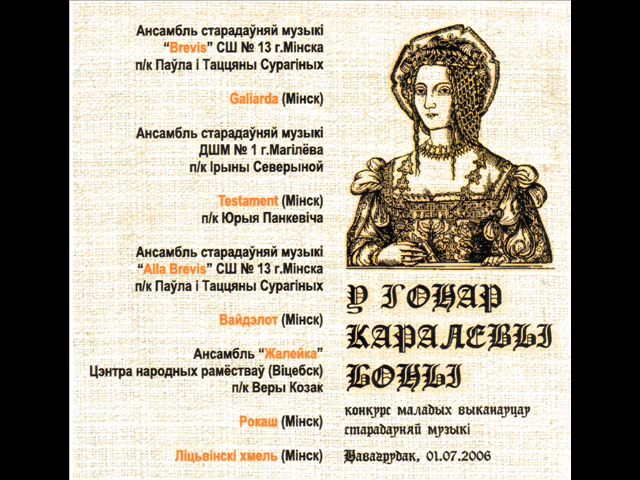 Ансамбль старадаўняй музыкі
“Brevis” СШ № 13 г.Мінска
п/к Паўла і Таццяны Сурагіных
Galiarda (Мінск)
Ансамбль старадаўняй музыкі
ДШМ № 1 г.Магілёва
п/к Ірыны Северыной
Testament (Мінск)
п/к Юрыя Панкевіча
Ансамбль старадаўняй музыкі
“Alla Brevis” СШ № 13 г.Мінска
п/к Паўла і Таццяны Сурагіных
Вайдэлот (Мінск)
Ансамбль “Жалейка”
Цэнтра народных рамёстваў (Віцебск)
п/к Веры Козак
Рокаш (Мінск)
Ліцьвінскі хмель (Мінск)
У ГОНАР
КАРАЛЕВЫ
БОНЫ
конкурс маладых выканаўцаў
старадаўняй музыкі
Навагрудак, 01.07.2006